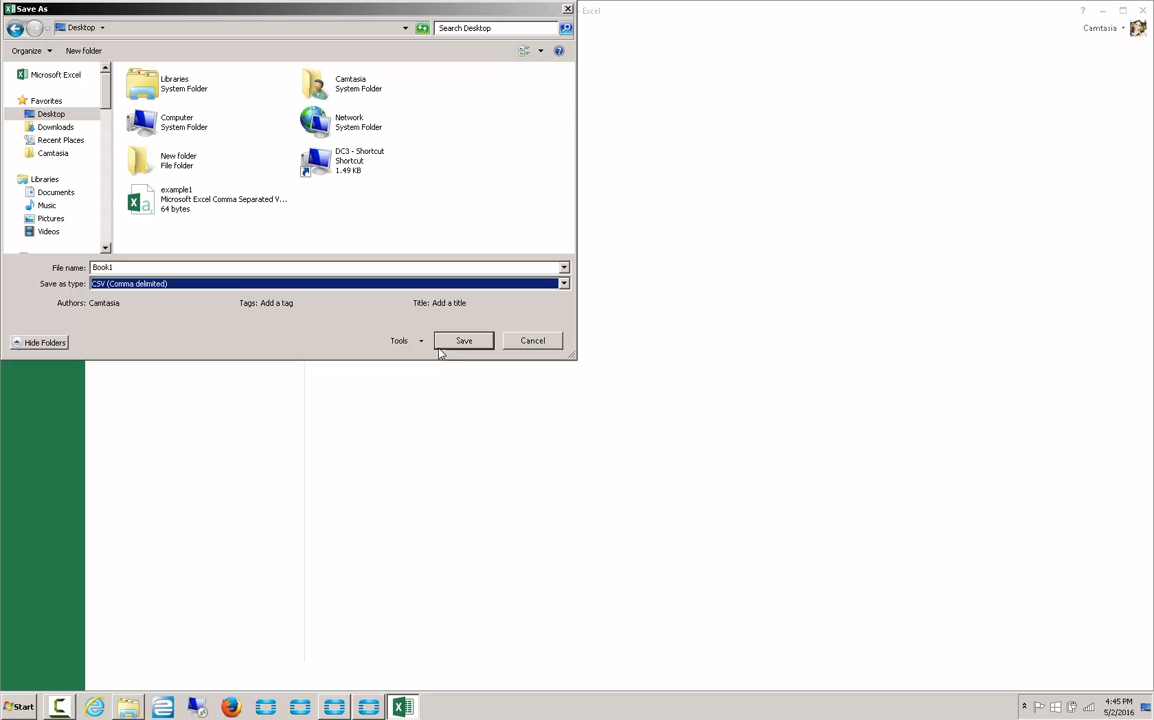 Save As
Excel
Desktop
Search Desktop
Camtasia
Organize
New folder
Microsoft Excel
Favorites
Desktop
Downloads
Recent Places
Camtasia
Libraries
Documents
Music
Pictures
Videos
Libraries
System Folder
Camtasia
System Folder
Computer
System Folder
Network
System Folder
New folder
File folder
DC3 - Shortcut
Shortcut
1.49 KB
example1
Microsoft Excel Comma Separated V...
64 bytes
File name: Book1
Save as type: CSV (Comma delimited)
Authors: Camtasia Tags: Add a tag Title: Add a title
Hide Folders Tools Save Cancel
Start
4:45 PM
5/2/2016